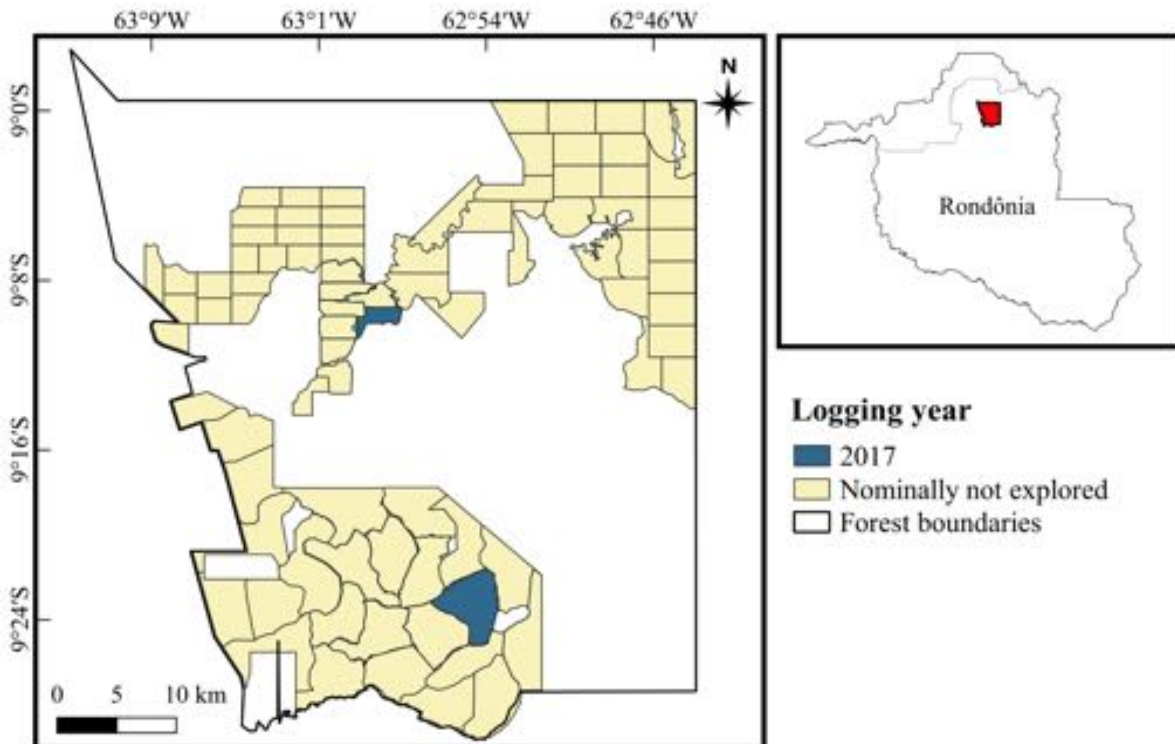 63°9'W 63°1'W 62°54'W 62°46'W
N
9°0'S
9°8'S
9°16'S
9°24'S
0 5 10 km
Rondônia
Logging year
2017
Nominally not explored
Forest boundaries